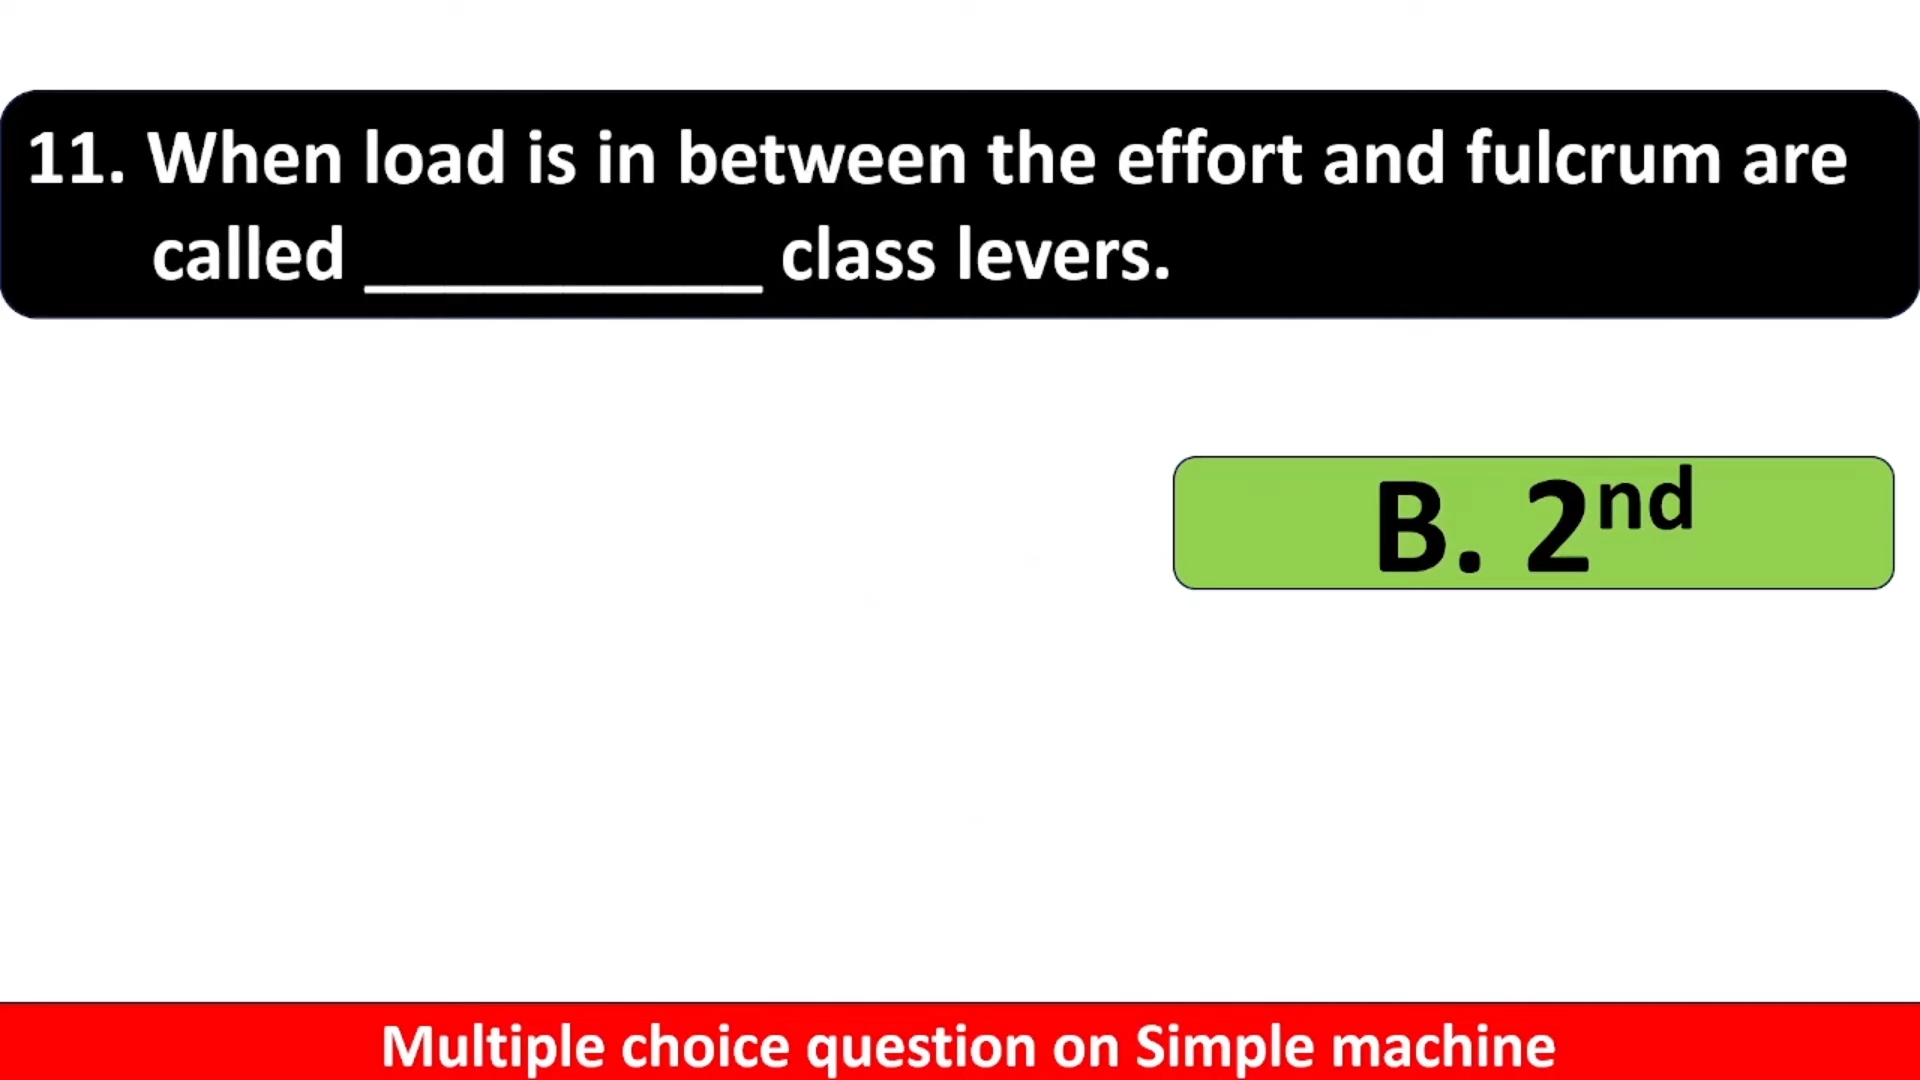 11. When load is in between the effort and fulcrum are
called ___________ class levers.
B. 2nd
Multiple choice question on Simple machine